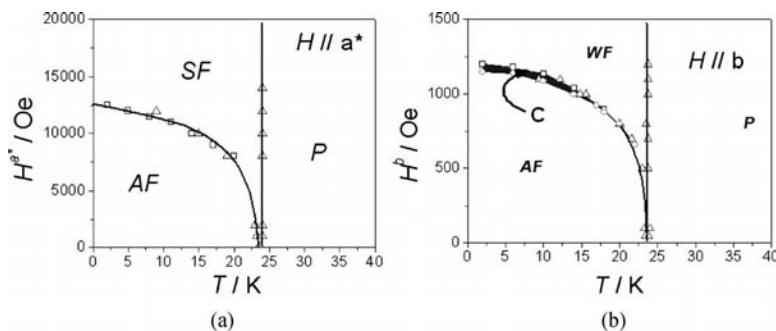 20000
15000
10000
5000
0
H^a* / Oe
SF
AF
H // a*
P
0 5 10 15 20 25 30 35 40
T / K
(a)
1500
1000
500
0
H^b / Oe
WF
C
AF
H // b
P
0 5 10 15 20 25 30 35 40
T / K
(b)